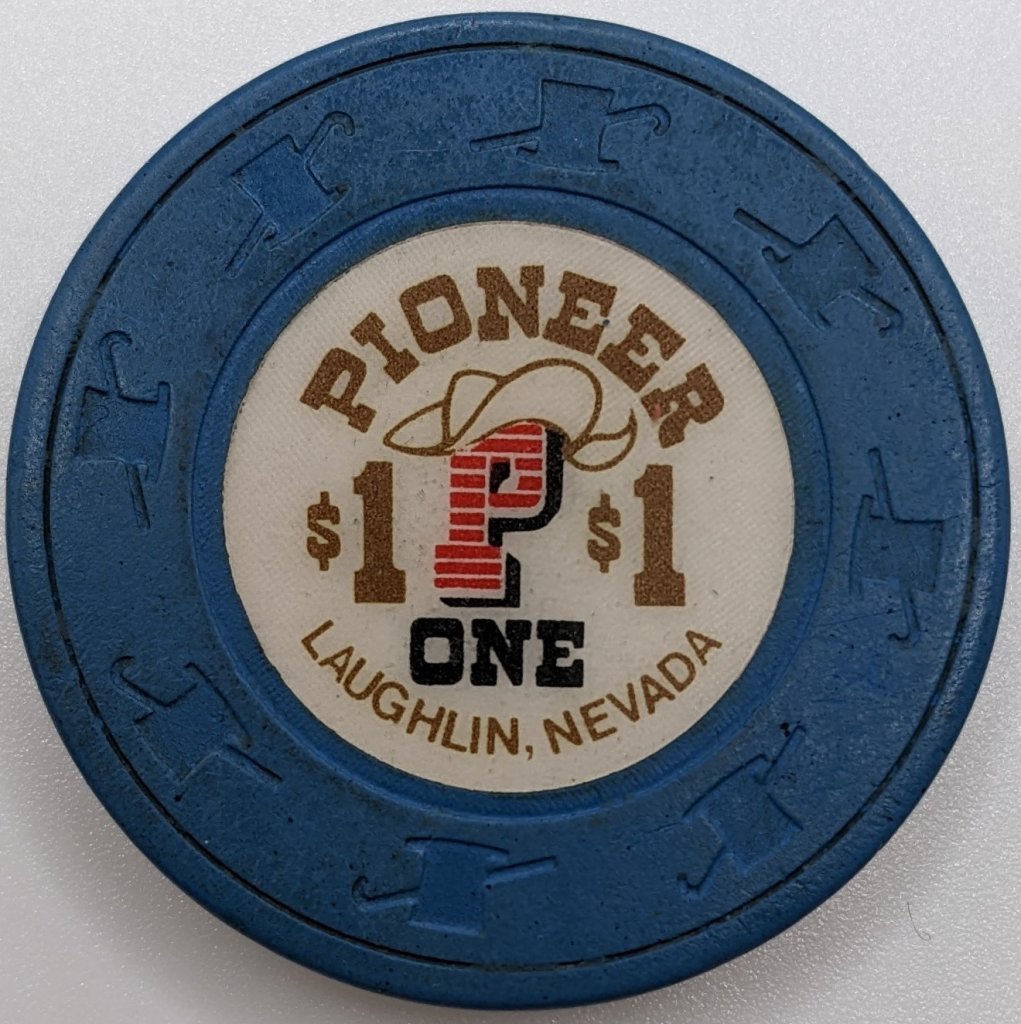 PIONEER
$1 P $1
ONE
LAUGHLIN, NEVADA